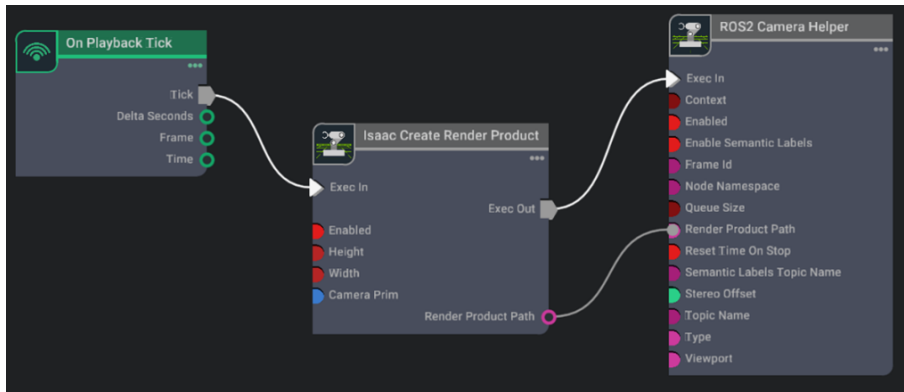 On Playback Tick
Tick
Delta Seconds
Frame
Time
Isaac Create Render Product
Exec In
Exec Out
Enabled
Height
Width
Camera Prim
Render Product Path
ROS2 Camera Helper
Exec In
Context
Enabled
Enable Semantic Labels
Frame Id
Node Namespace
Queue Size
Render Product Path
Reset Time On Stop
Semantic Labels Topic Name
Stereo Offset
Topic Name
Type
Viewport